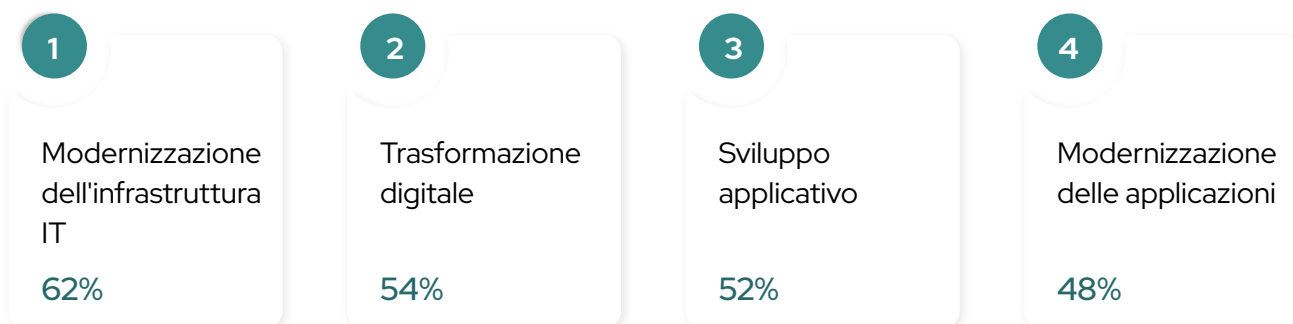 1
Modernizzazione
dell'infrastruttura
IT
62%
2
Trasformazione
digitale
54%
3
Sviluppo
applicativo
52%
4
Modernizzazione
delle applicazioni
48%